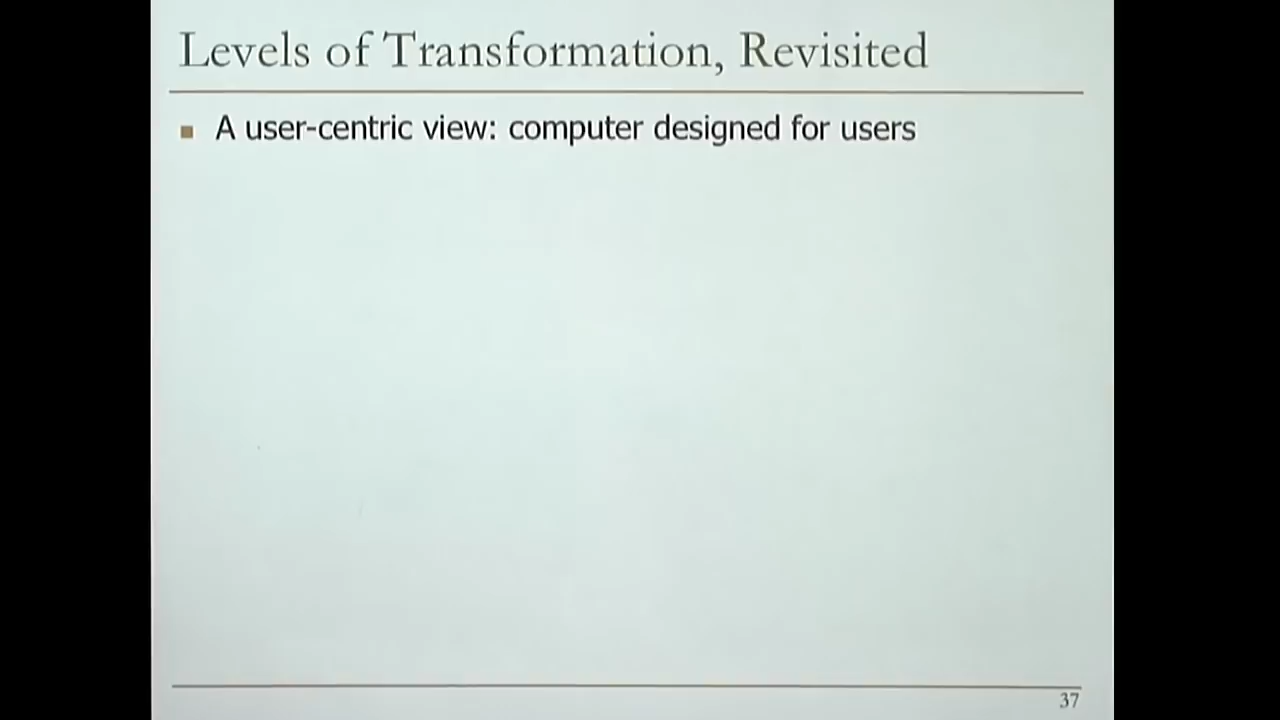 Levels of Transformation, Revisited
A user-centric view: computer designed for users
37